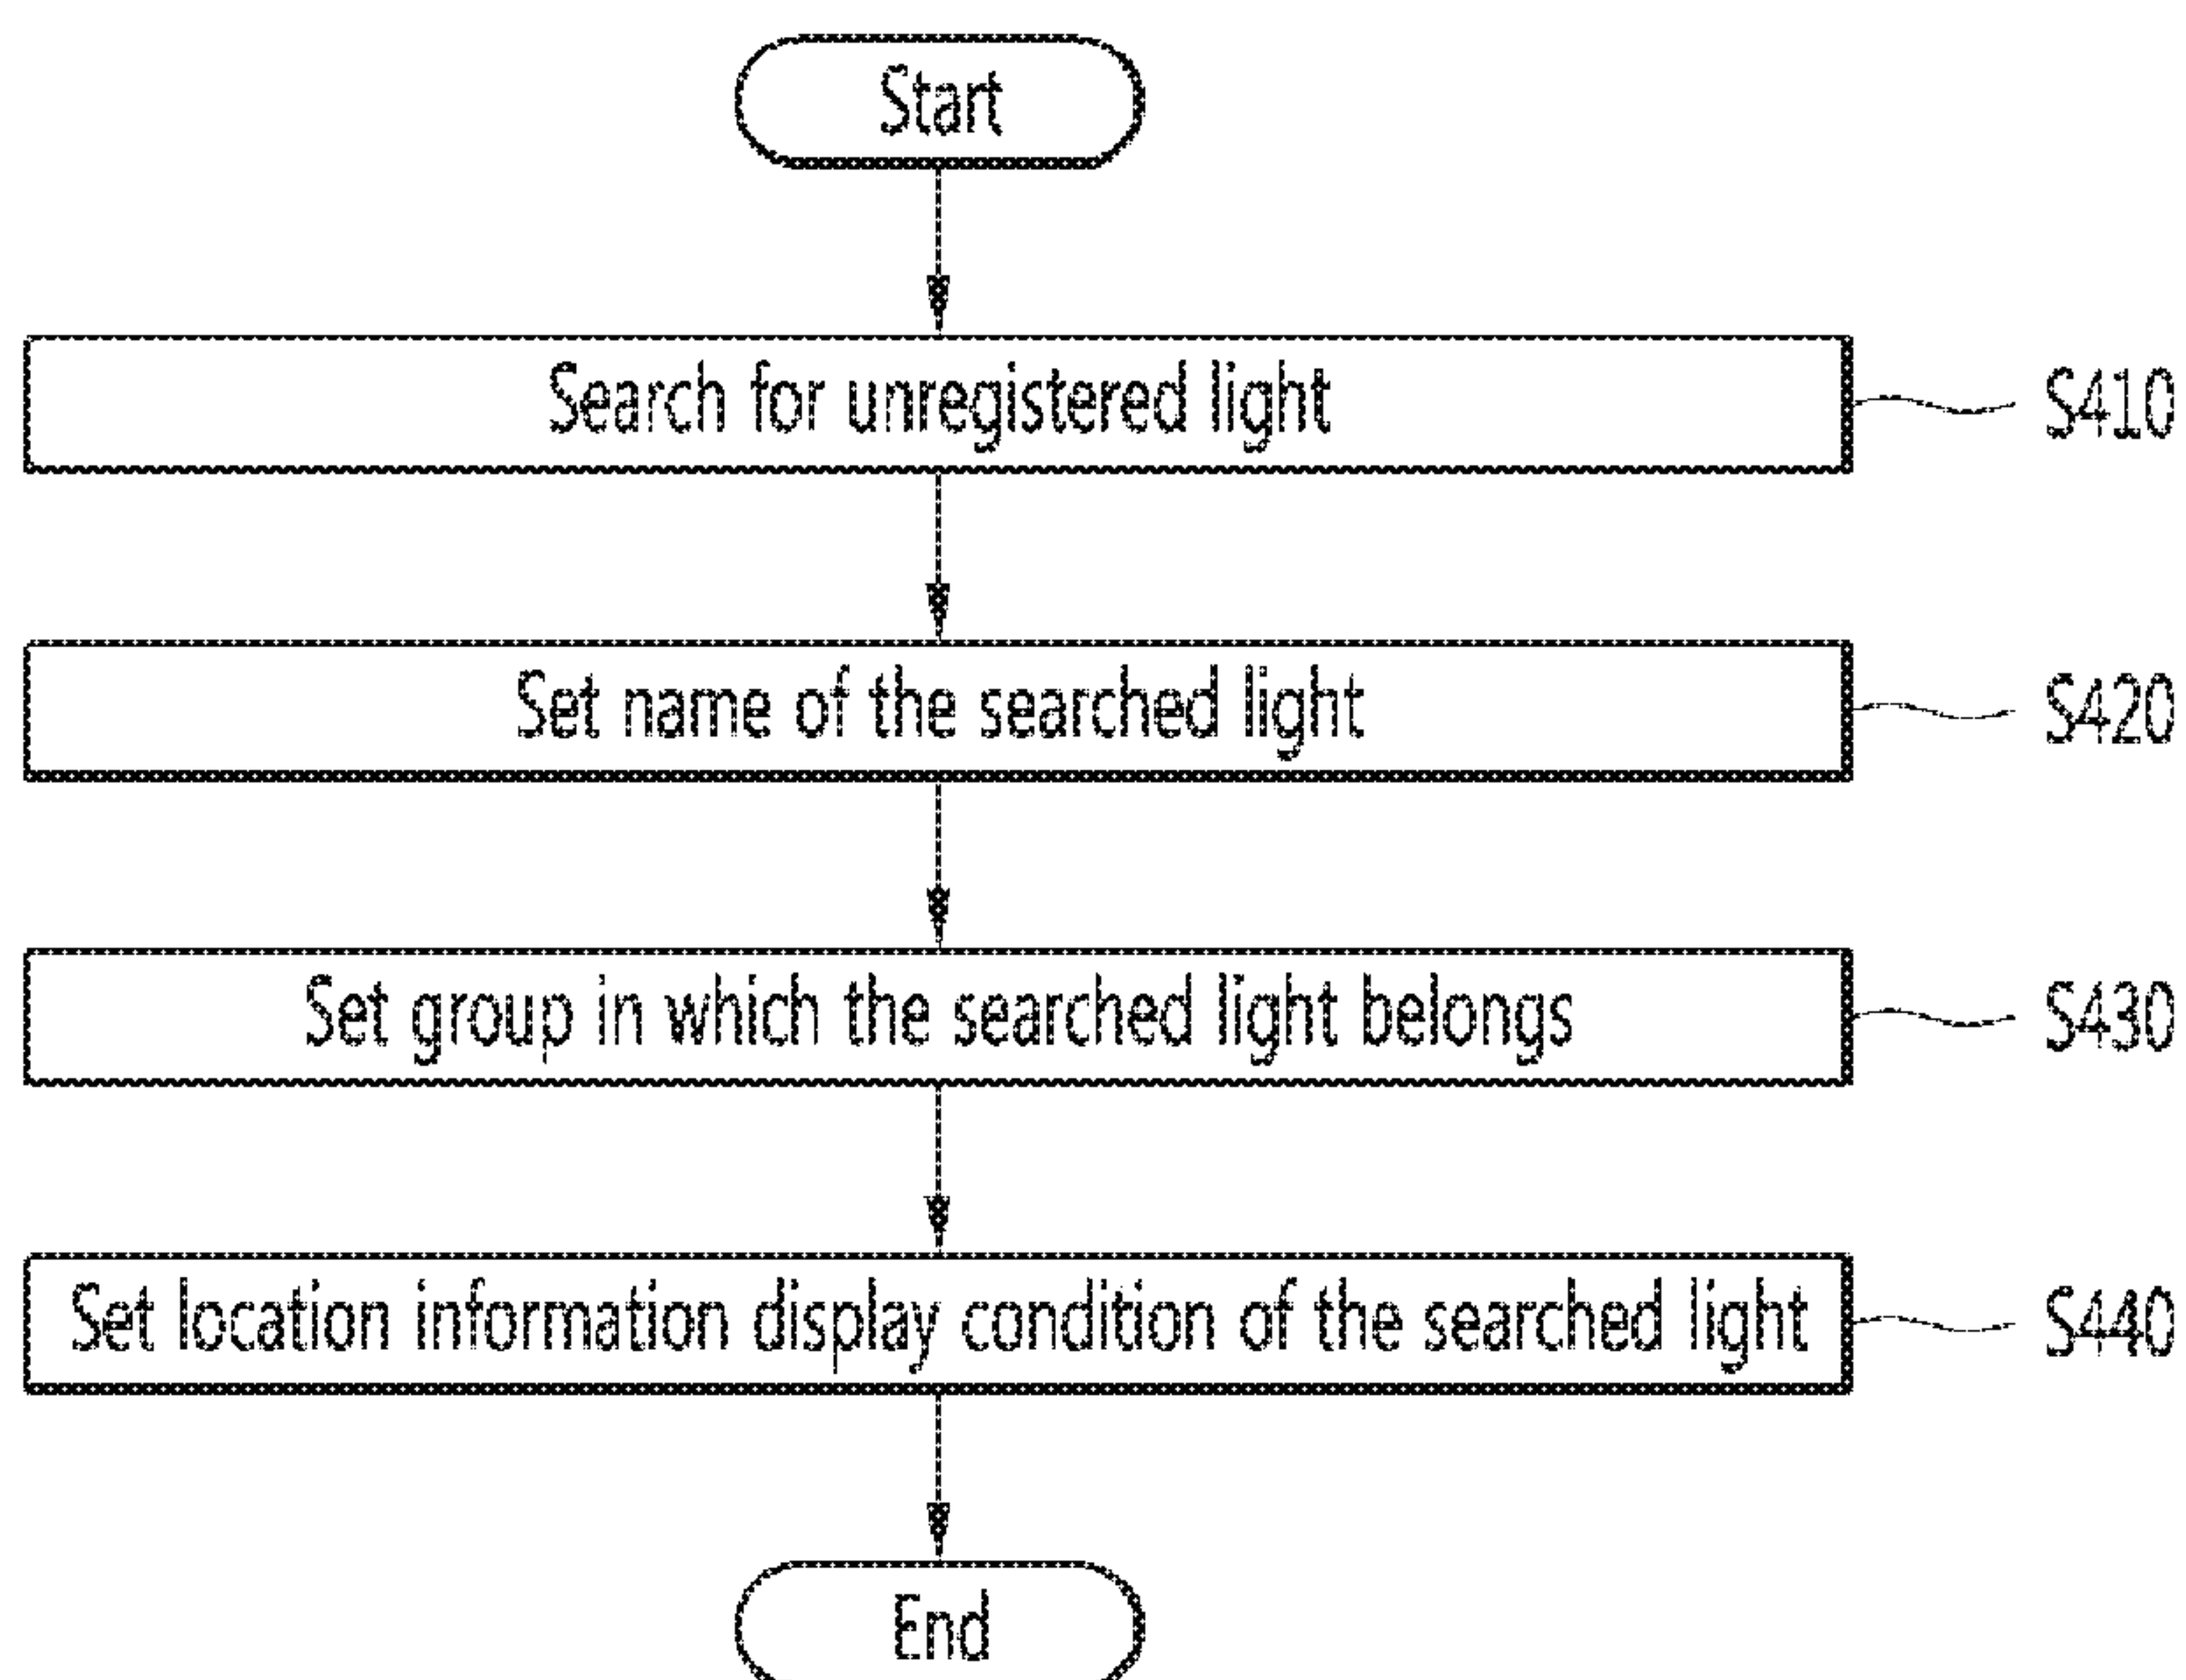 Start
Search for unregistered light
S410
Set name of the searched light
S420
Set group in which the searched light belongs
S430
Set location information display condition of the searched light
S440
End